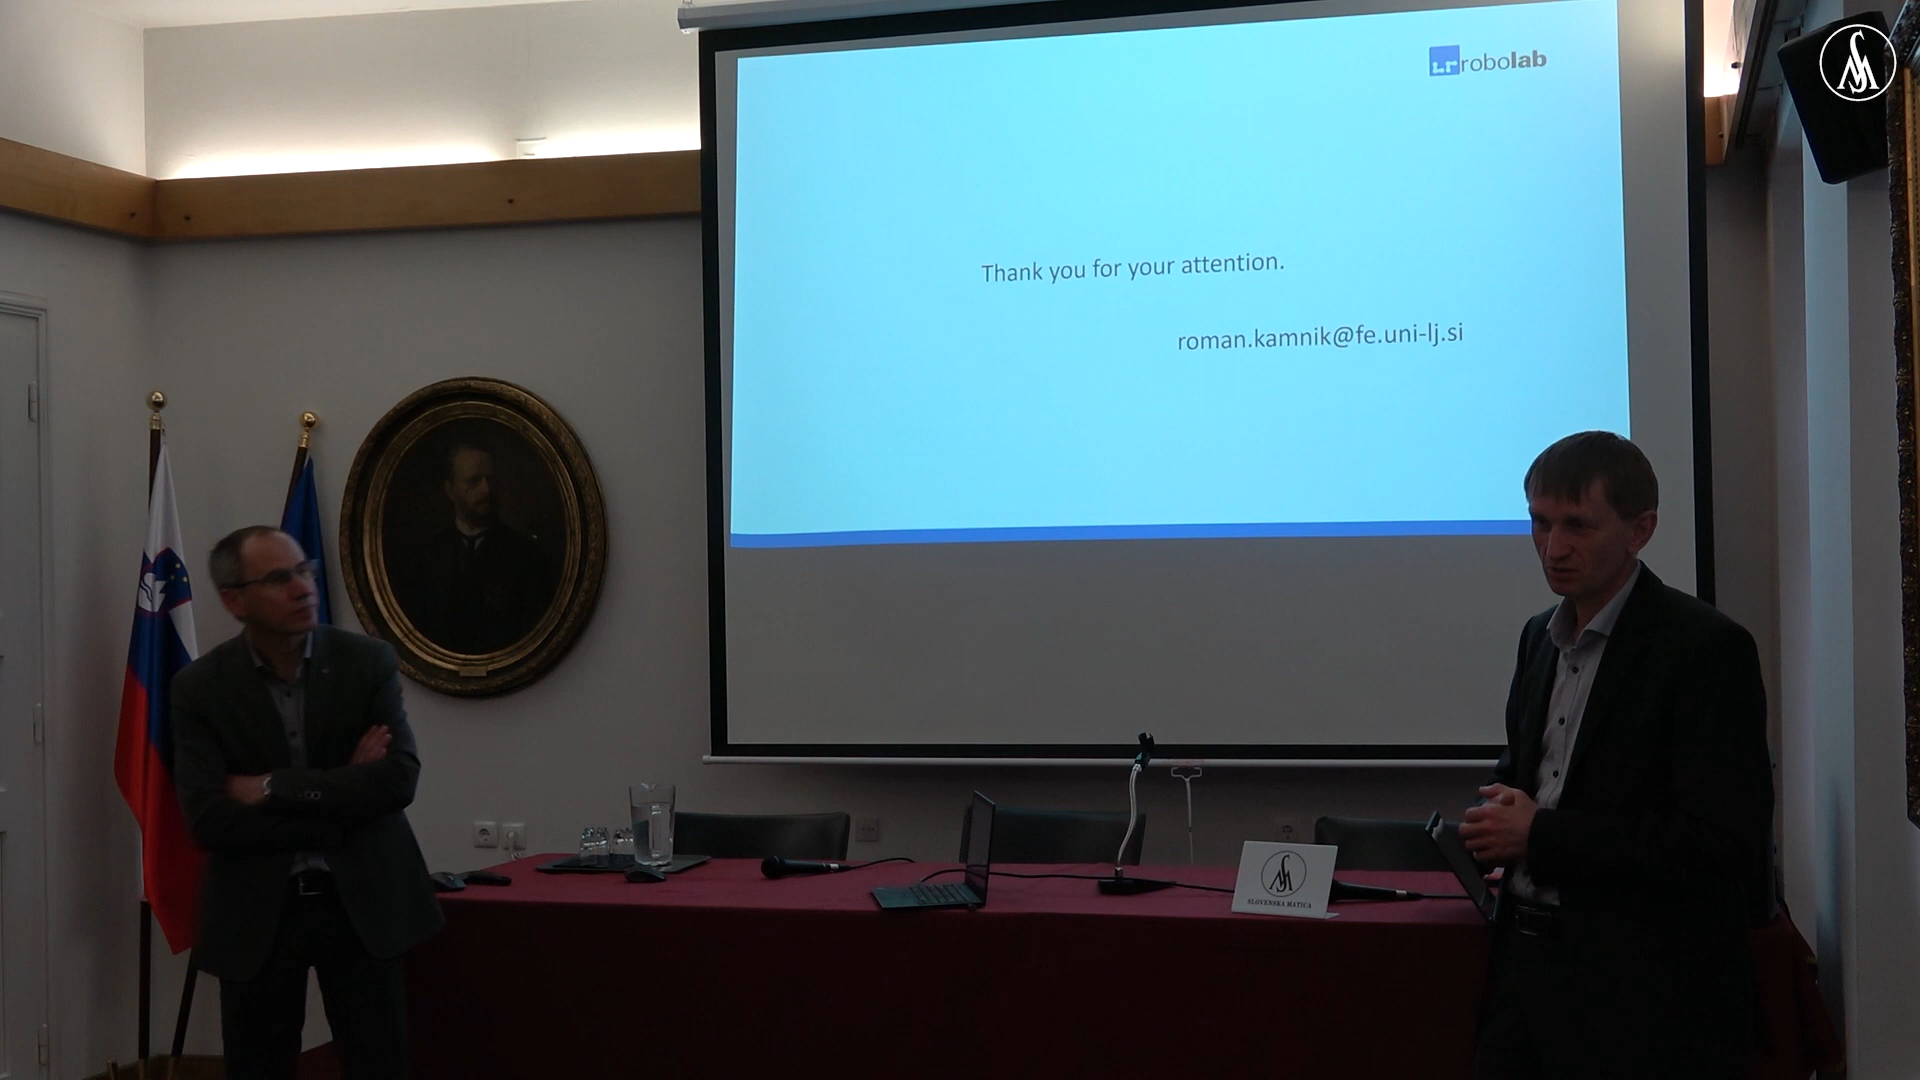 robolab
Thank you for your attention.
roman.kamnik@fe.uni-lj.si
SLOVENSKA MATICA